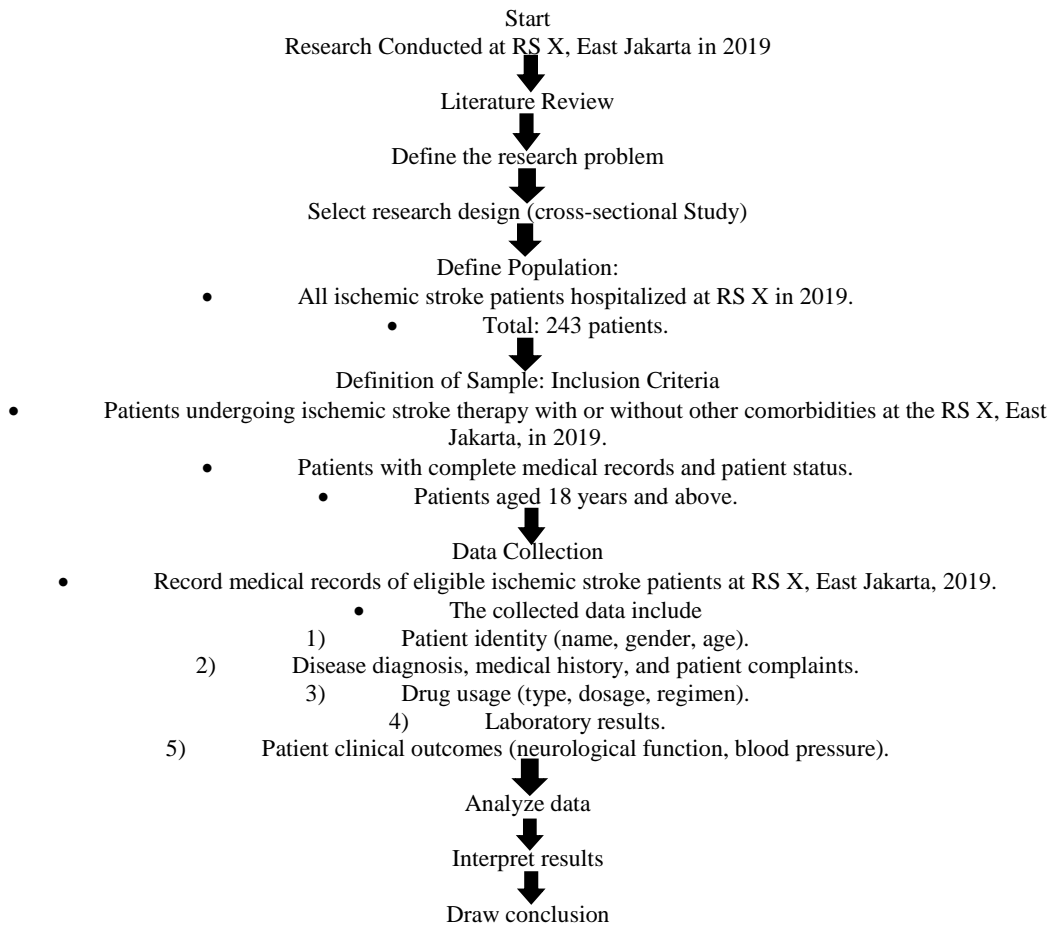 Start
Research Conducted at RS X, East Jakarta in 2019
Literature Review
Define the research problem
Select research design (cross-sectional Study)
Define Population:
• All ischemic stroke patients hospitalized at RS X in 2019.
• Total: 243 patients.
Definition of Sample: Inclusion Criteria
• Patients undergoing ischemic stroke therapy with or without other comorbidities at the RS X, East
Jakarta, in 2019.
• Patients with complete medical records and patient status.
• Patients aged 18 years and above.
Data Collection
• Record medical records of eligible ischemic stroke patients at RS X, East Jakarta, 2019.
• The collected data include
1) Patient identity (name, gender, age).
2) Disease diagnosis, medical history, and patient complaints.
3) Drug usage (type, dosage, regimen).
4) Laboratory results.
5) Patient clinical outcomes (neurological function, blood pressure).
Analyze data
Interpret results
Draw conclusion